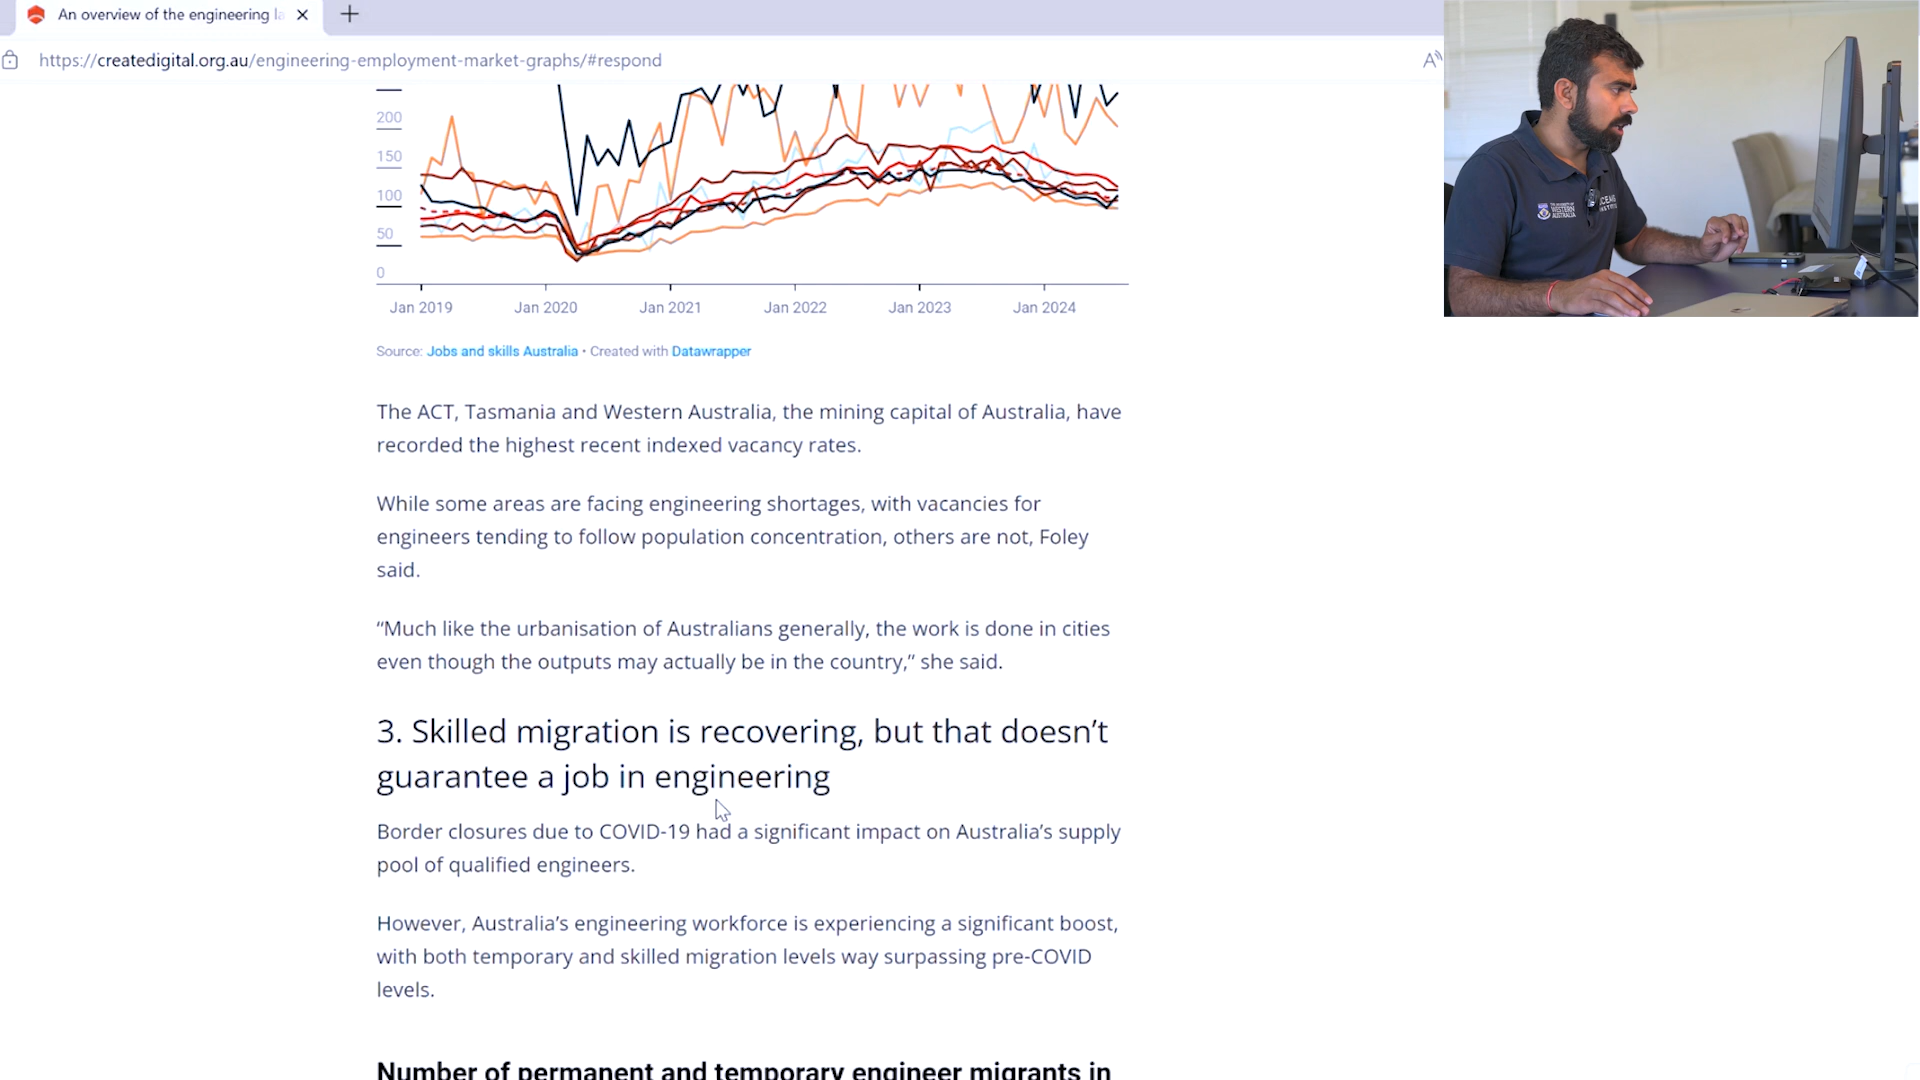 An overview of the engineering la
https://createdigital.org.au/engineering-employment-market-graphs/#respond
200
150
100
50
0
Jan 2019 Jan 2020 Jan 2021 Jan 2022 Jan 2023 Jan 2024
Source: Jobs and skills Australia • Created with Datawrapper
The ACT, Tasmania and Western Australia, the mining capital of Australia, have
recorded the highest recent indexed vacancy rates.
While some areas are facing engineering shortages, with vacancies for
engineers tending to follow population concentration, others are not, Foley
said.
“Much like the urbanisation of Australians generally, the work is done in cities
even though the outputs may actually be in the country,” she said.
3. Skilled migration is recovering, but that doesn’t
guarantee a job in engineering
Border closures due to COVID-19 had a significant impact on Australia’s supply
pool of qualified engineers.
However, Australia’s engineering workforce is experiencing a significant boost,
with both temporary and skilled migration levels way surpassing pre-COVID
levels.
Number of permanent and temporary engineer migrants in
WESTERN
AUSTRALIA